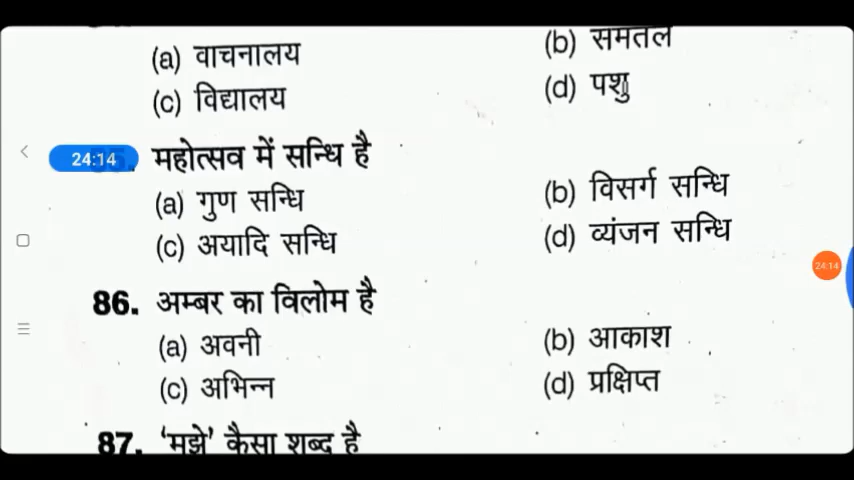 (a) वाचनालय (b) समतल
(c) विद्यालय (d) पशु
24:14 महोत्सव में सन्धि है
(a) गुण सन्धि (b) विसर्ग सन्धि
(c) अयादि सन्धि (d) व्यंजन सन्धि
24:14
86. अम्बर का विलोम है
(a) अवनी (b) आकाश
(c) अभिन्न (d) प्रक्षिप्त
87. 'मझे' कैसा शब्द है